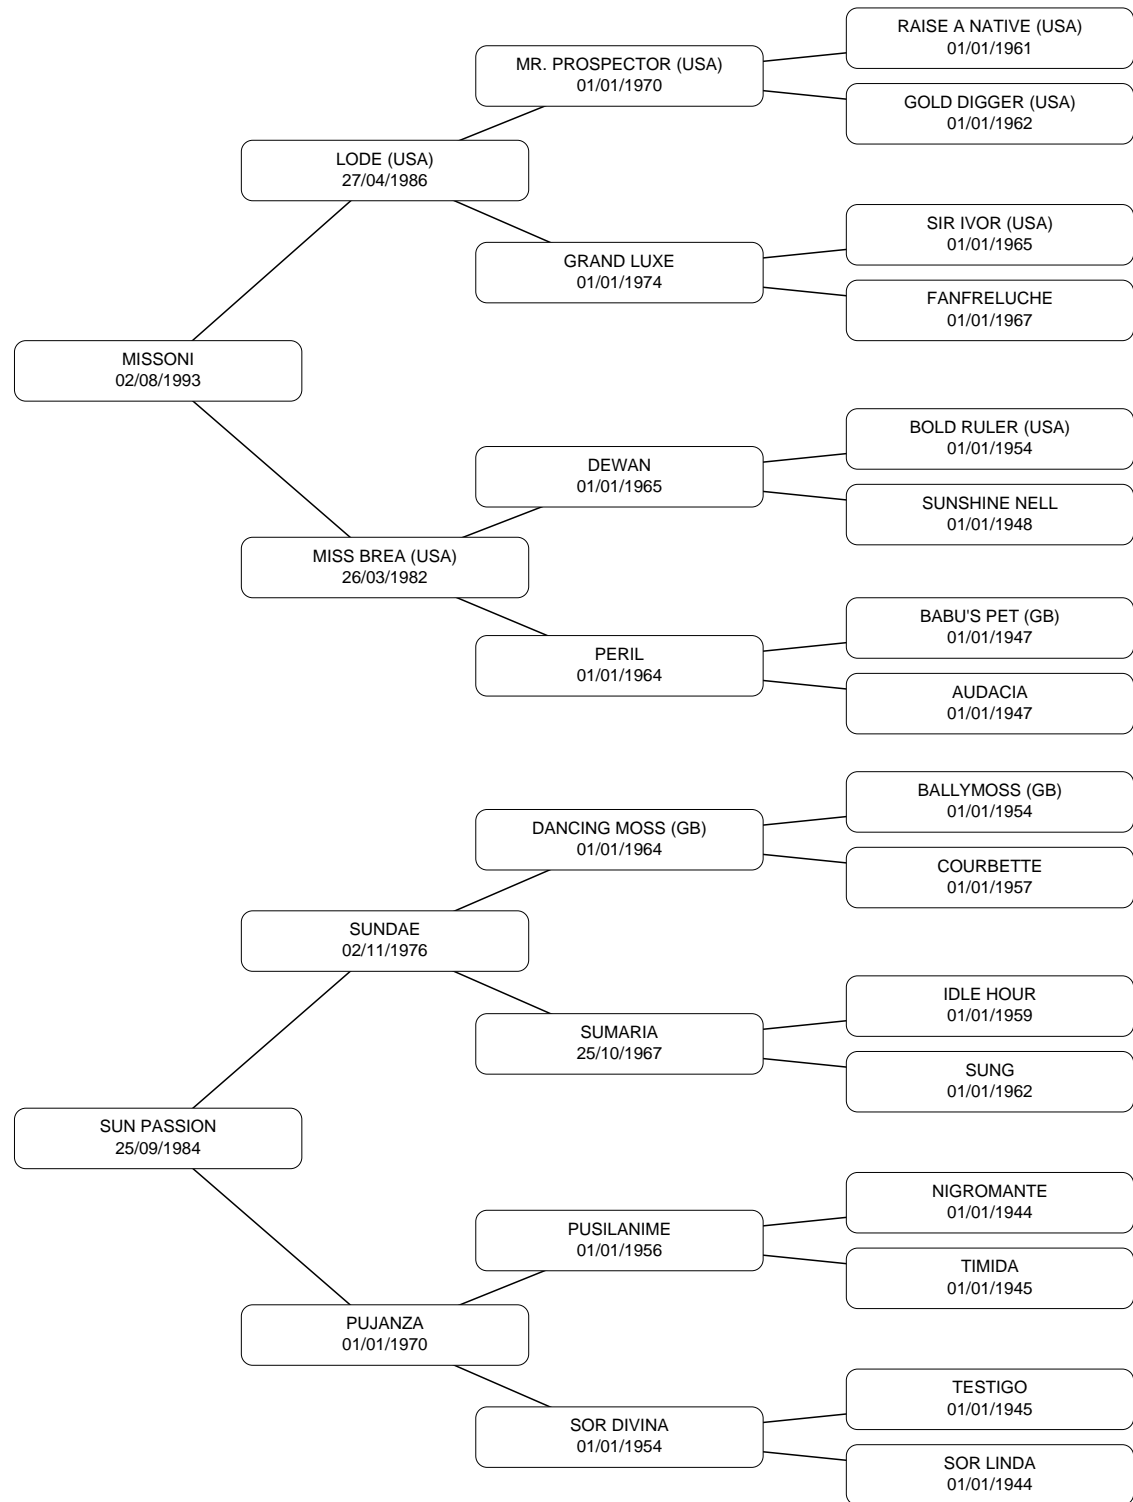 RAISE A NATIVE (USA)
01/01/1961
MR. PROSPECTOR (USA)
01/01/1970
GOLD DIGGER (USA)
01/01/1962
LODE (USA)
27/04/1986
SIR IVOR (USA)
01/01/1965
GRAND LUXE
01/01/1974
FANFRELUCHE
01/01/1967
MISSONI
02/08/1993
BOLD RULER (USA)
01/01/1954
DEWAN
01/01/1965
SUNSHINE NELL
01/01/1948
MISS BREA (USA)
26/03/1982
BABU'S PET (GB)
01/01/1947
PERIL
01/01/1964
AUDACIA
01/01/1947
BALLYMOSS (GB)
01/01/1954
DANCING MOSS (GB)
01/01/1964
COURBETTE
01/01/1957
SUNDAE
02/11/1976
IDLE HOUR
01/01/1959
SUMARIA
25/10/1967
SUNG
01/01/1962
SUN PASSION
25/09/1984
NIGROMANTE
01/01/1944
PUSILANIME
01/01/1956
TIMIDA
01/01/1945
PUJANZA
01/01/1970
TESTIGO
01/01/1945
SOR DIVINA
01/01/1954
SOR LINDA
01/01/1944